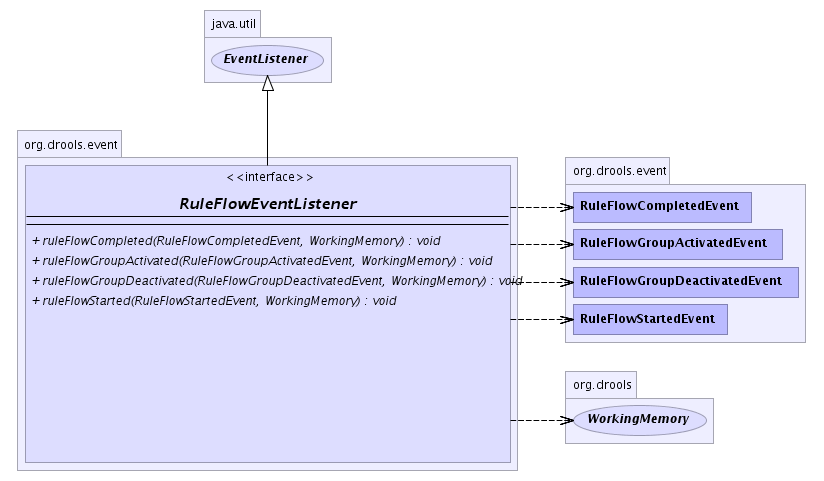 java.util
EventListener
org.drools.event
<<interface>>
RuleFlowEventListener
+ ruleFlowCompleted(RuleFlowCompletedEvent, WorkingMemory) : void
+ ruleFlowGroupActivated(RuleFlowGroupActivatedEvent, WorkingMemory) : void
+ ruleFlowGroupDeactivated(RuleFlowGroupDeactivatedEvent, WorkingMemory) : void
+ ruleFlowStarted(RuleFlowStartedEvent, WorkingMemory) : void
org.drools.event
RuleFlowCompletedEvent
RuleFlowGroupActivatedEvent
RuleFlowGroupDeactivatedEvent
RuleFlowStartedEvent
org.drools
WorkingMemory